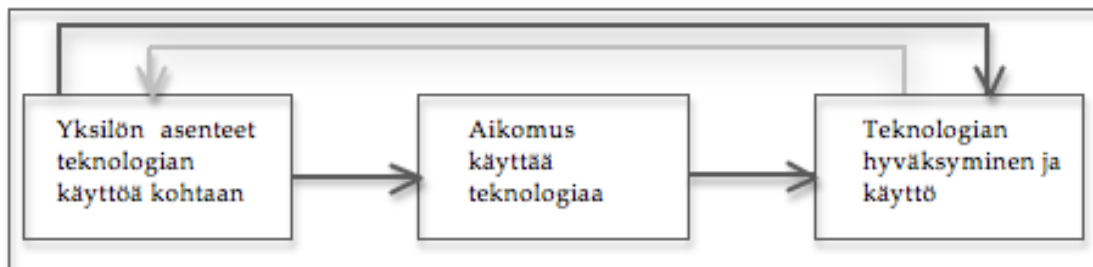 Yksilön asenteet
teknologian
käyttöä kohtaan
Aikomus
käyttää
teknologiaa
Teknologian
hyväksyminen ja
käyttö